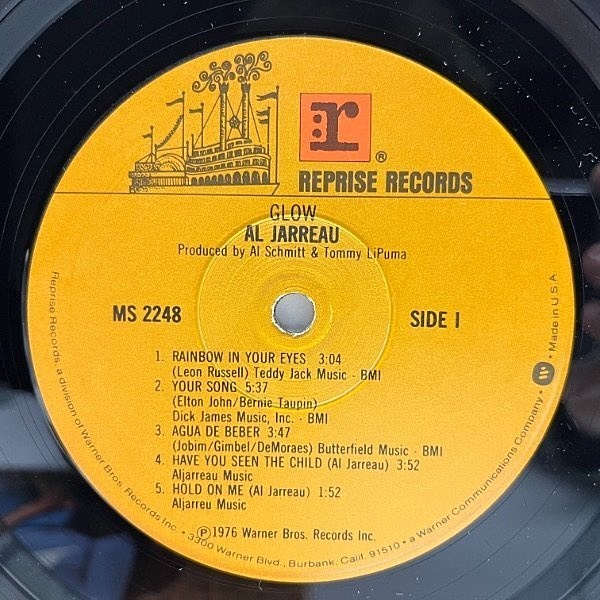 r
®
REPRISE RECORDS
GLOW
AL JARREAU
Produced by Al Schmitt & Tommy LiPuma
MS 2248
SIDE I
1. RAINBOW IN YOUR EYES 3:04
(Leon Russell) Teddy Jack Music - BMI
2. YOUR SONG 5:37
(Elton John/Bernie Taupin)
Dick James Music, Inc. - BMI
3. AGUA DE BEBER 3:47
(Jobim/Gimbel/DeMoraes) Butterfield Music - BMI
4. HAVE YOU SEEN THE CHILD (Al Jarreau) 3:52
Aljarreau Music
5. HOLD ON ME (Al Jarreau) 1:52
Aljarreu Music
℗1976 Warner Bros. Records Inc.
Reprise Records, a division of Warner Bros. Records Inc • 3300 Warner Blvd., Burbank, Calif. 91510 • a Warner Communications Company • W • Made in U S A